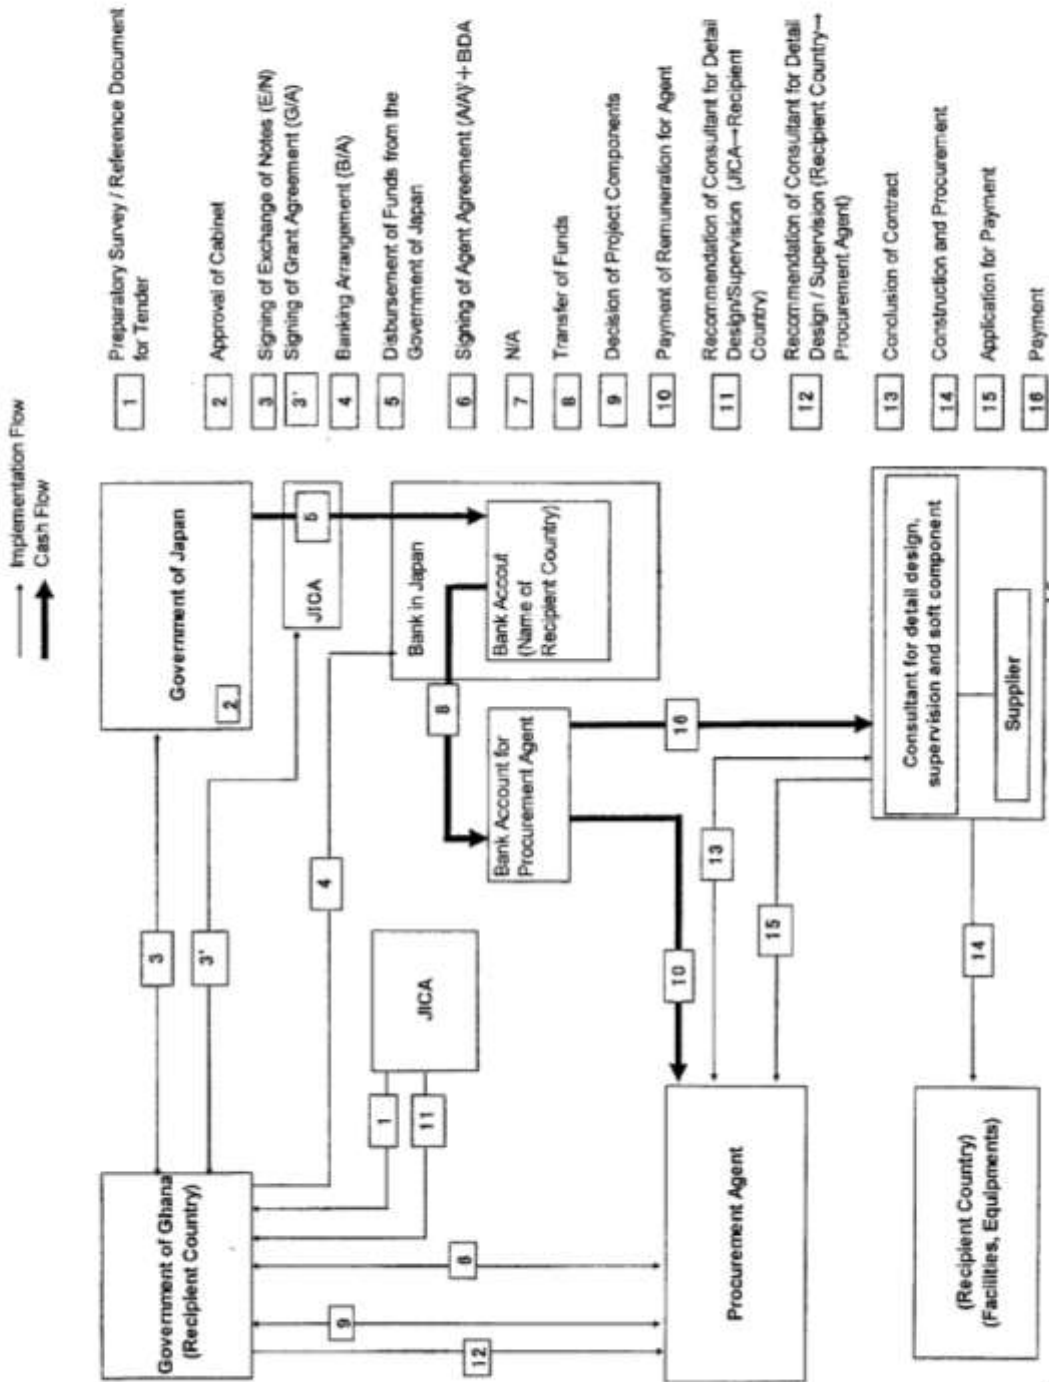 Implementation Flow
Cash Flow
Government of Ghana
(Recipient Country)
3
3'
Government of Japan
2
JICA
5
4
1
11
JICA
Bank in Japan
Bank Accout
(Name of
Recipient Country)
8
Bank Account for
Procurement Agent
9
12
6
10
16
13
15
Procurement Agent
Consultant for detail design,
supervision and soft component
Supplier
14
(Recipient Country)
(Facilities, Equipments)
1
Preparatory Survey / Reference Document
for Tender
2
Approval of Cabinet
3
Signing of Exchange of Notes (E/N)
3'
Signing of Grant Agreement (G/A)
4
Banking Arrangement (B/A)
5
Disbursement of Funds from the
Government of Japan
6
Signing of Agent Agreement (A/A)'+BDA
7
N/A
8
Transfer of Funds
9
Decision of Project Components
10
Payment of Remuneration for Agent
11
Recommendation of Consultant for Detail
Design/Supervision (JICA→Recipient
Country)
12
Recommendation of Consultant for Detail
Design / Supervision (Recipient Country→
Procurement Agent)
13
Conclusion of Contract
14
Construction and Procurement
15
Application for Payment
16
Payment